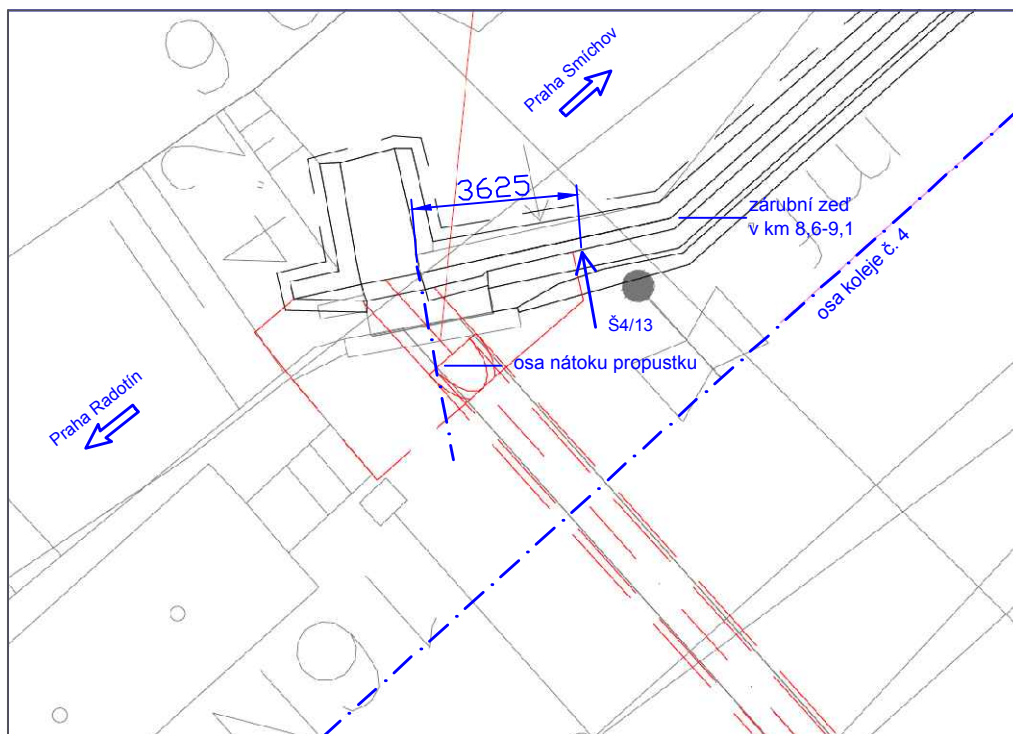 Praha Smíchov
3625
zárubní zeď
v km 8,6-9,1
osa koleje č. 4
Š4/13
osa nátoku propustku
Praha Radotín